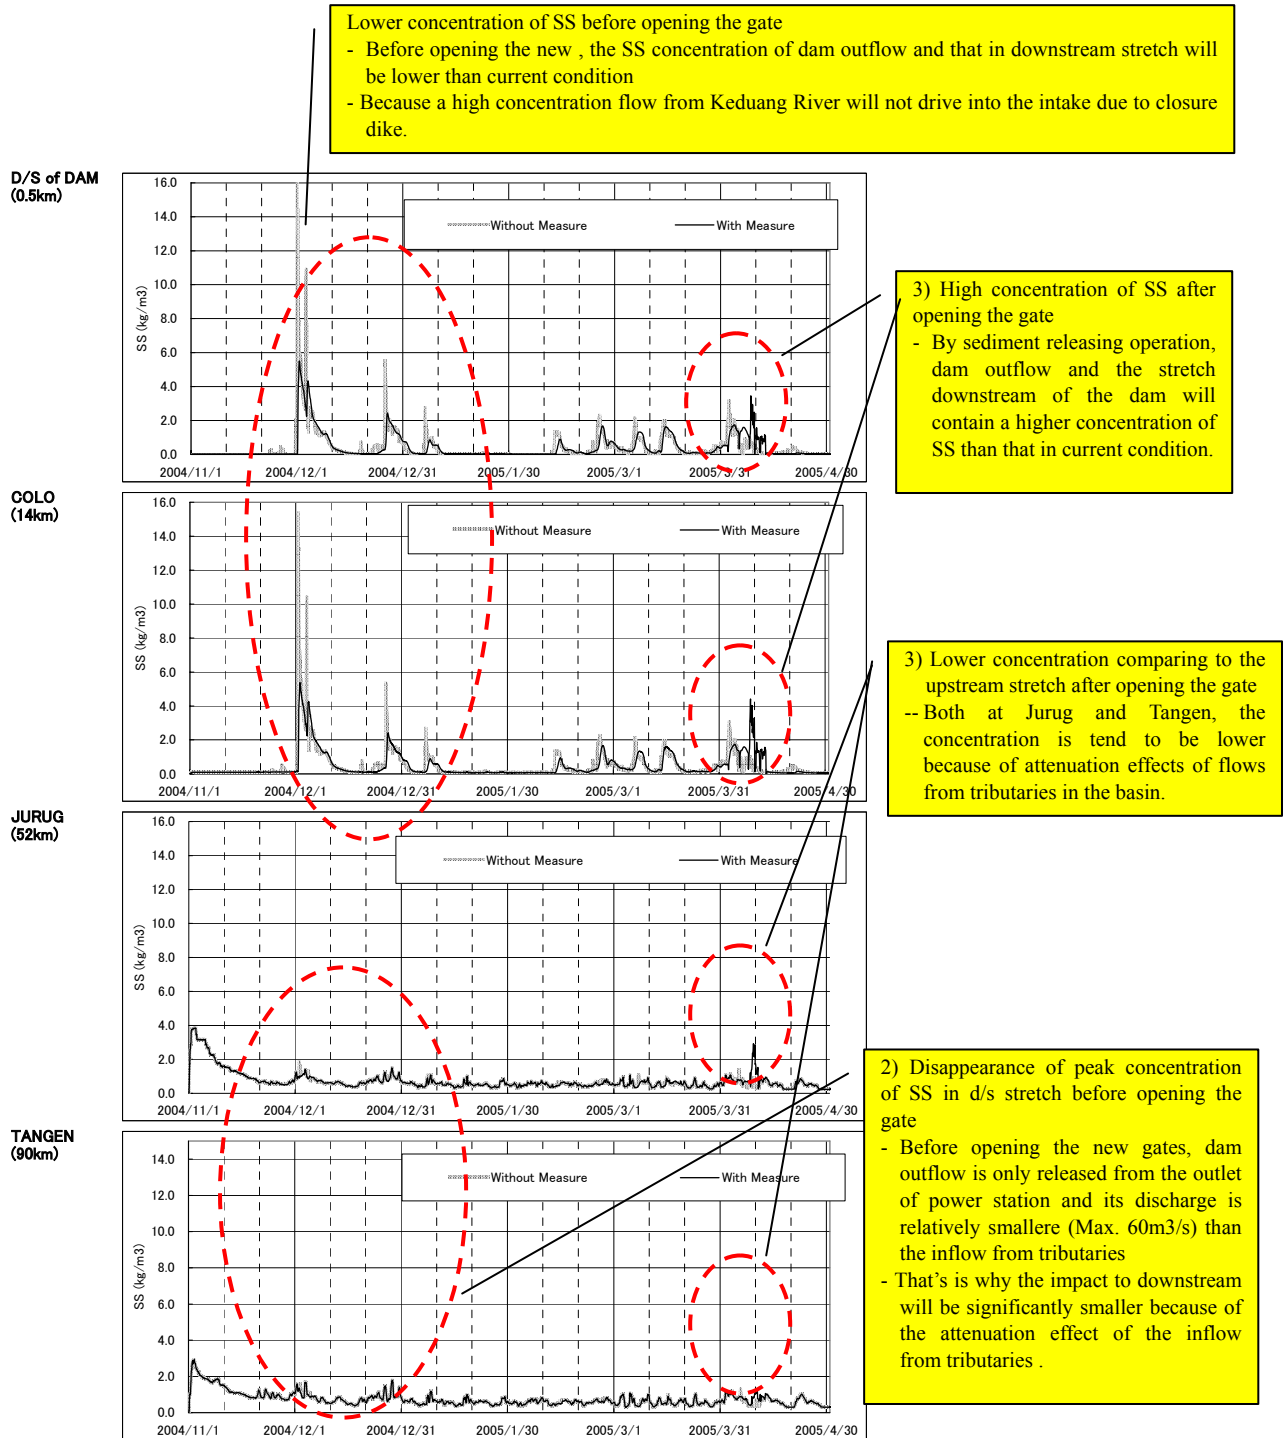 Lower concentration of SS before opening the gate
- Before opening the new , the SS concentration of dam outflow and that in downstream stretch will
be lower than current condition
- Because a high concentration flow from Keduang River will not drive into the intake due to closure
dike.
D/S of DAM
(0.5km)
16.0
14.0
12.0
10.0
8.0
6.0
4.0
2.0
0.0
SS (kg/m3)
Without Measure
With Measure
2004/11/1
2004/12/1
2004/12/31
2005/1/30
2005/3/1
2005/3/31
2005/4/30
3) High concentration of SS after
opening the gate
- By sediment releasing operation,
dam outflow and the stretch
downstream of the dam will
contain a higher concentration of
SS than that in current condition.
COLO
(14km)
16.0
14.0
12.0
10.0
8.0
6.0
4.0
2.0
0.0
SS (kg/m3)
Without Measure
With Measure
2004/11/1
2004/12/1
2004/12/31
2005/1/30
2005/3/1
2005/3/31
2005/4/30
3) Lower concentration comparing to the
upstream stretch after opening the gate
-- Both at Jurug and Tangen, the
concentration is tend to be lower
because of attenuation effects of flows
from tributaries in the basin.
JURUG
(52km)
16.0
14.0
12.0
10.0
8.0
6.0
4.0
2.0
0.0
SS (kg/m3)
Without Measure
With Measure
2004/11/1
2004/12/1
2004/12/31
2005/1/30
2005/3/1
2005/3/31
2005/4/30
2) Disappearance of peak concentration
of SS in d/s stretch before opening the
gate
- Before opening the new gates, dam
outflow is only released from the outlet
of power station and its discharge is
relatively smallere (Max. 60m3/s) than
the inflow from tributaries
- That's is why the impact to downstream
will be significantly smaller because of
the attenuation effect of the inflow
from tributaries .
TANGEN
(90km)
14.0
12.0
10.0
8.0
6.0
4.0
2.0
0.0
SS (kg/m3)
Without Measure
With Measure
2004/11/1
2004/12/1
2004/12/31
2005/1/30
2005/3/1
2005/3/31
2005/4/30